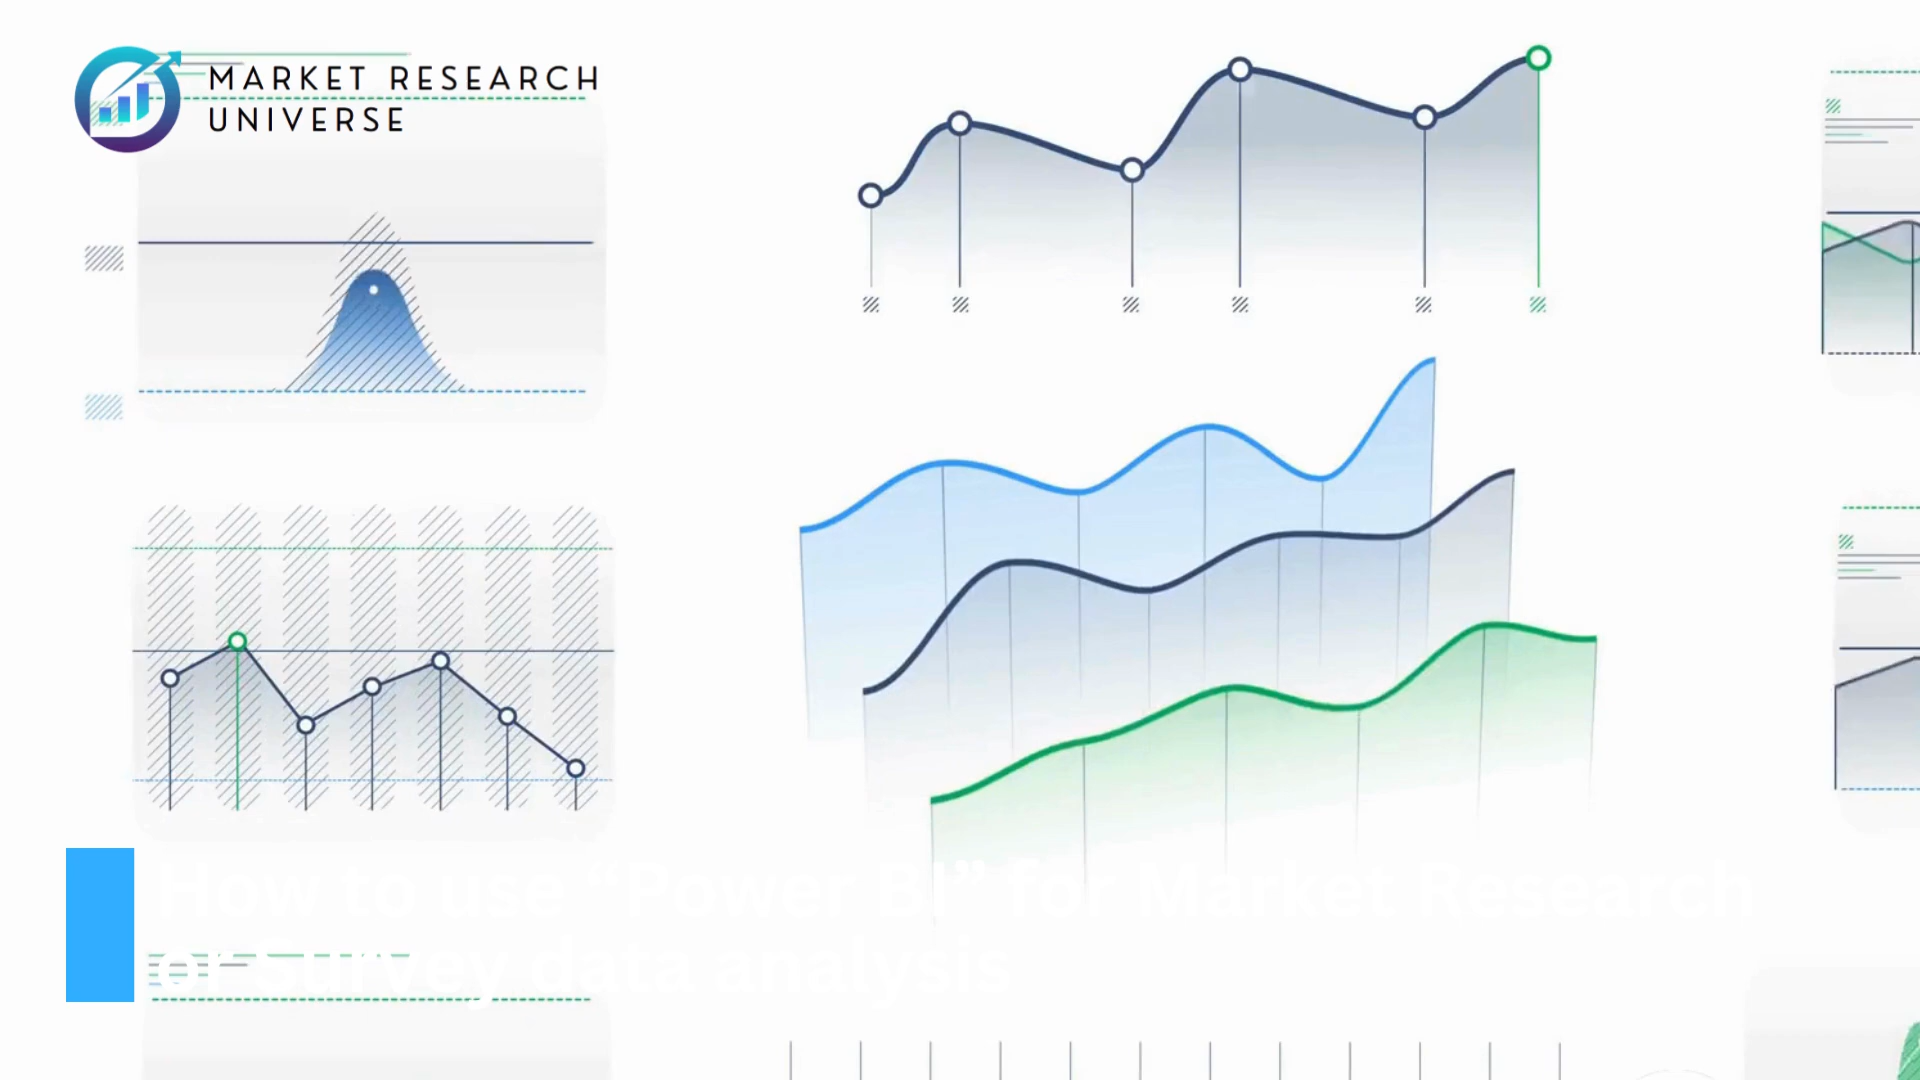 MARKET RESEARCH
UNIVERSE
How to use “Power BI” for Market Research
or Survey data analysis